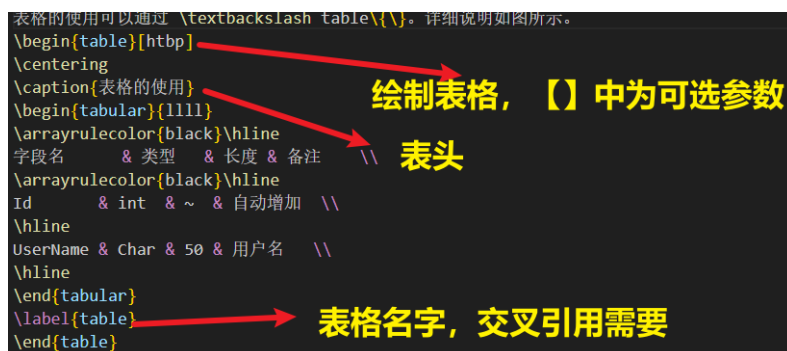 表格的使用可以通过 \textbackslash table\{\}。详细说明如图所示。
\begin{table}[htbp]
\centering
\caption{表格的使用}
绘制表格，【】中为可选参数
\begin{tabular}{llll}
\arrayrulecolor{black}\hline
字段名 & 类型 & 长度 & 备注 \\
表头
\arrayrulecolor{black}\hline
Id & int & ~ & 自动增加 \\
\hline
UserName & Char & 50 & 用户名 \\
\hline
\end{tabular}
\label{table}
表格名字，交叉引用需要
\end{table}